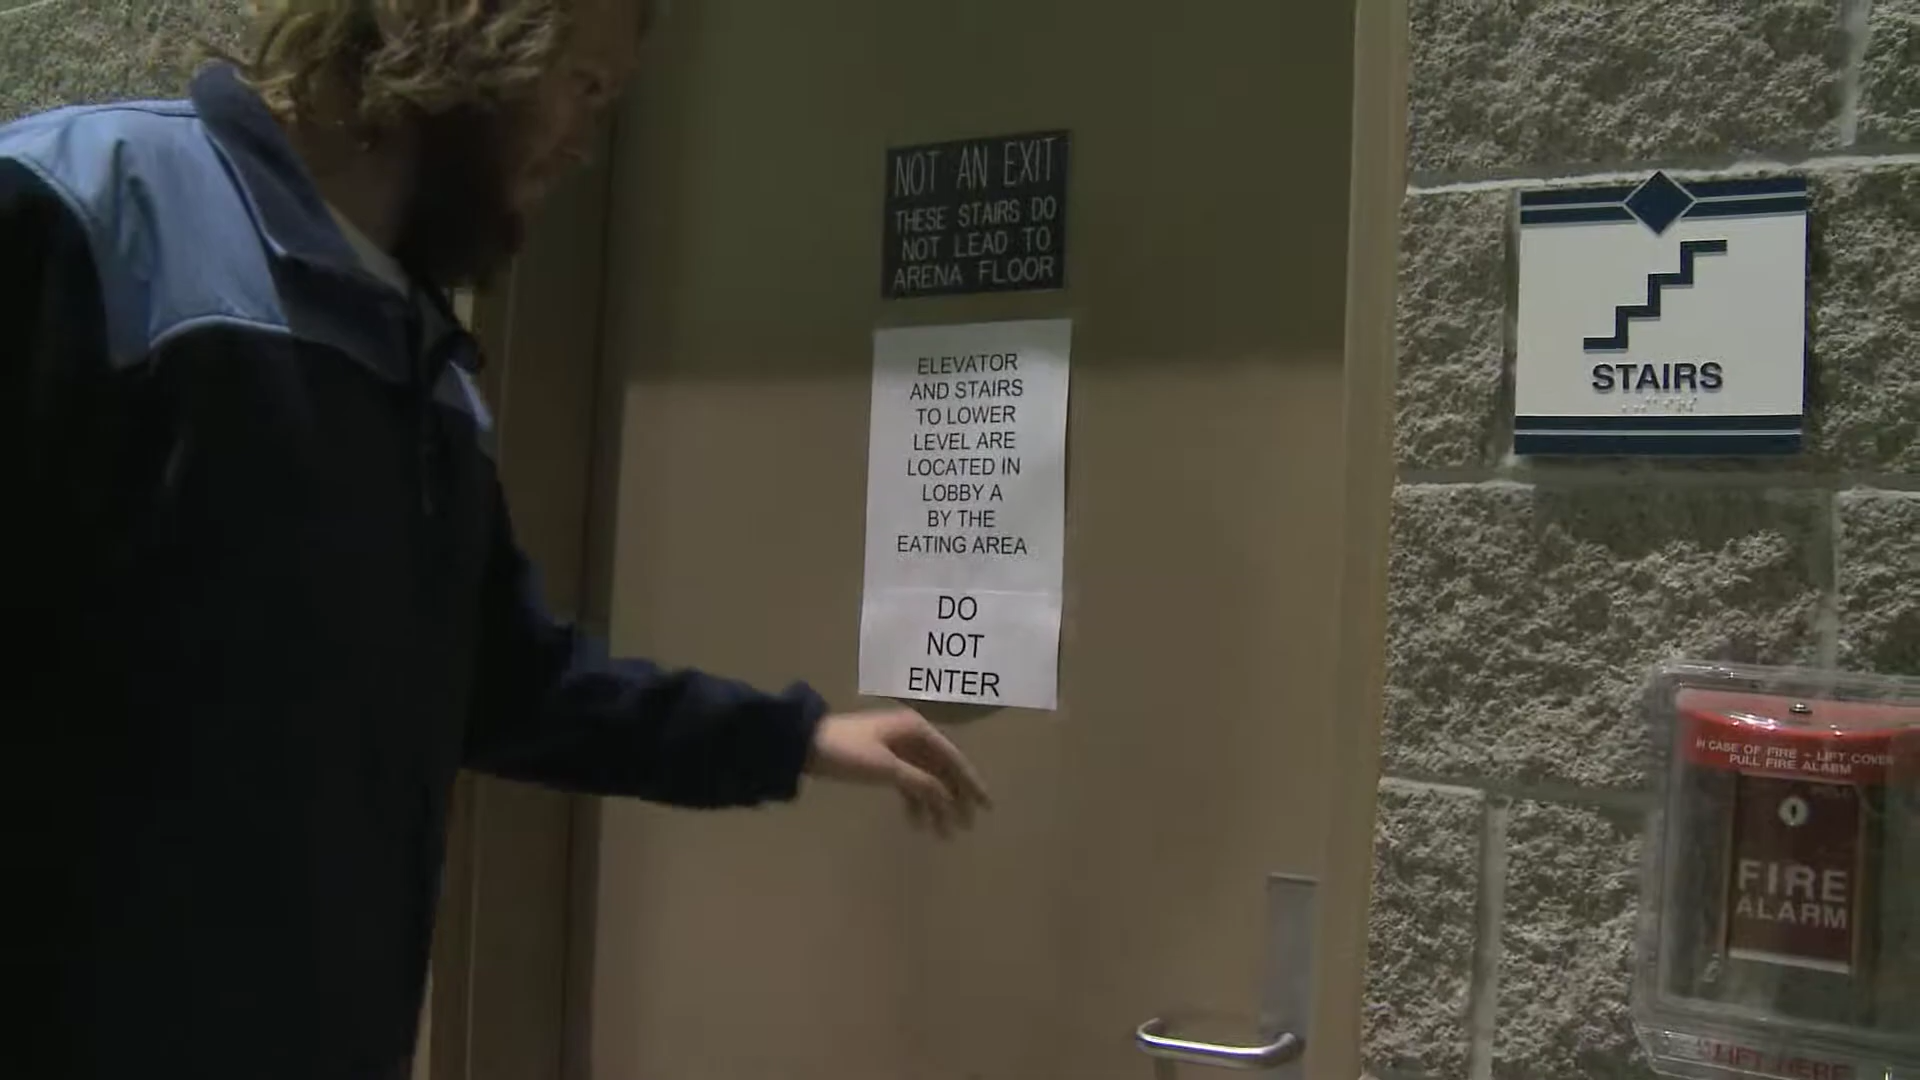 NOT AN EXIT
THESE STAIRS DO
NOT LEAD TO
ARENA FLOOR
ELEVATOR
AND STAIRS
TO LOWER
LEVEL ARE
LOCATED IN
LOBBY A
BY THE
EATING AREA
DO
NOT
ENTER
STAIRS
IN CASE OF FIRE - LIFT COVER
PULL FIRE ALARM
FIRE
ALARM
LIFT HERE